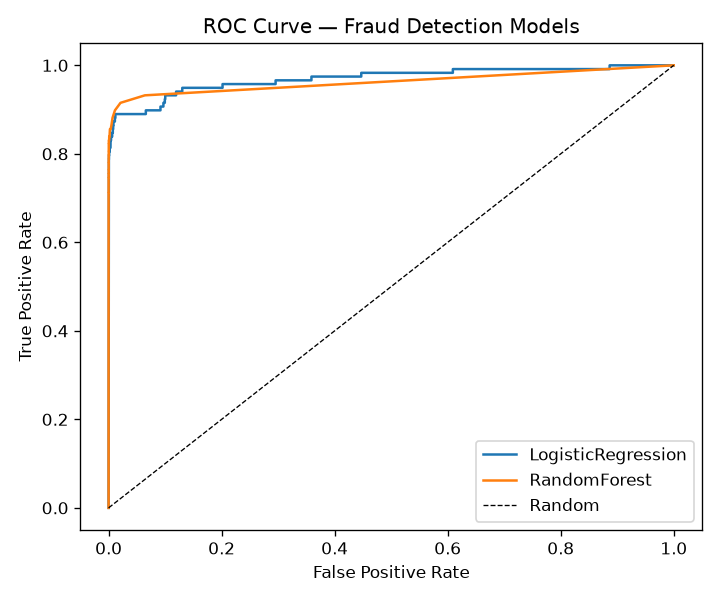 ROC Curve — Fraud Detection Models
True Positive Rate
1.0
0.8
0.6
0.4
0.2
0.0
0.0 0.2 0.4 0.6 0.8 1.0
False Positive Rate
LogisticRegression
RandomForest
Random